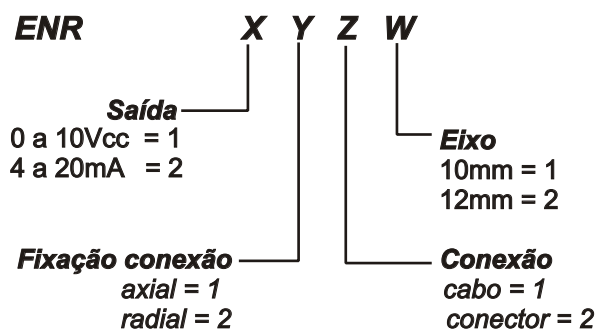 ENR X Y Z W
Saída
0 a 10Vcc = 1
4 a 20mA = 2
Eixo
10mm = 1
12mm = 2
Fixação conexão
axial = 1
radial = 2
Conexão
cabo = 1
conector = 2